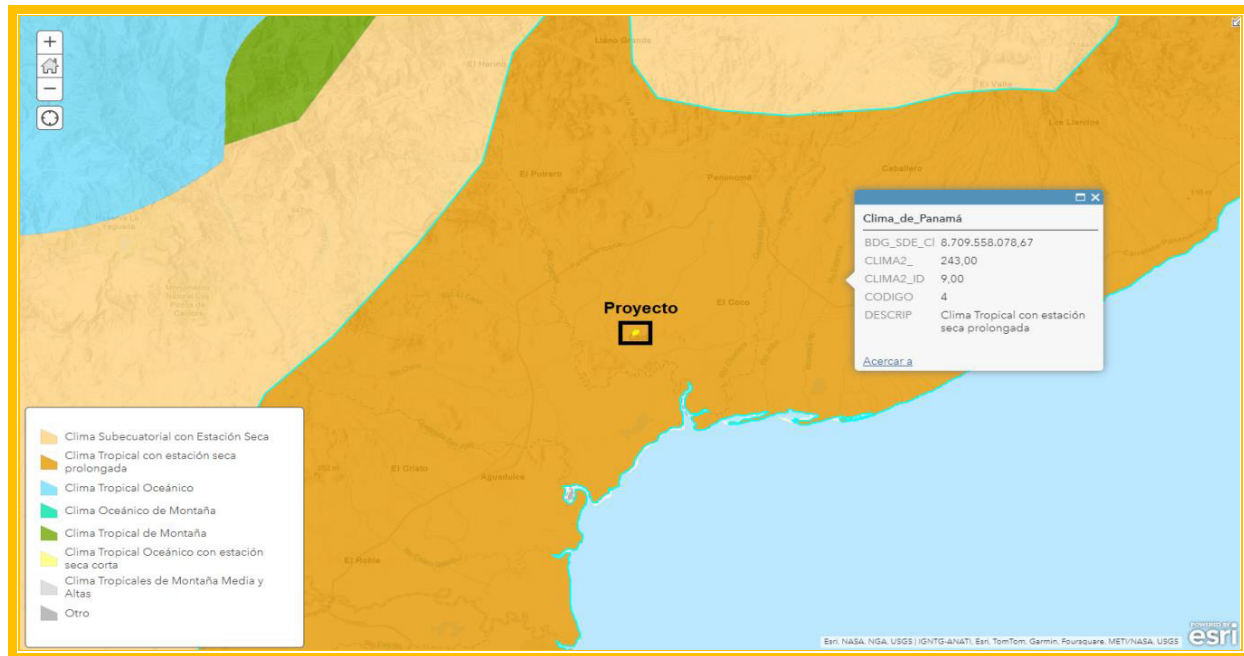 +
−
Llano Grande
El Harino
El Valle
Los Llanitos
El Potrero
Penonomé
Caballero
Clima_de_Panamá
BDG_SDE_Cl 8.709.558.078,67
CLIMA2_ 243,00
CLIMA2_ID 9,00
CODIGO 4
DESCRIP Clima Tropical con estación
seca prolongada
Acercar a
Proyecto
El Coco
El Cristo
Aguadulce
El Roble
Clima Subecuatorial con Estación Seca
Clima Tropical con estación seca
prolongada
Clima Tropical Oceánico
Clima Oceánico de Montaña
Clima Tropical de Montaña
Clima Tropical Oceánico con estación
seca corta
Clima Tropicales de Montaña Media y
Altas
Otro
Esri, NASA, NGA, USGS | IGNTG-ANATI, Esri, TomTom, Garmin, Foursquare, METI/NASA, USGS
POWERED BY
esri